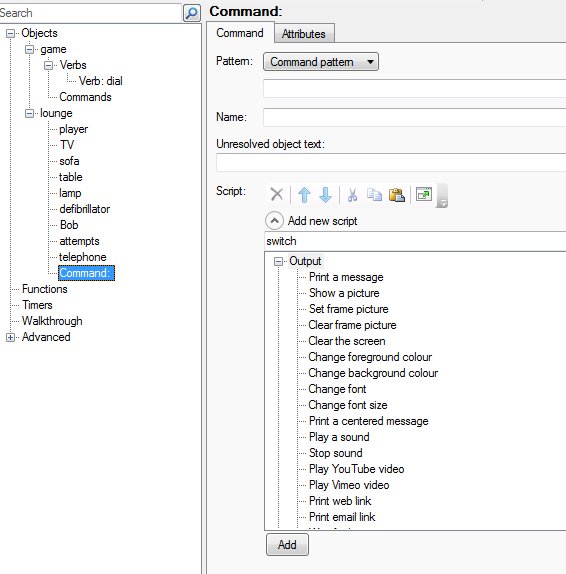 Search
Objects
game
Verbs
Verb: dial
Commands
lounge
player
TV
sofa
table
lamp
defibrillator
Bob
attempts
telephone
Command:
Functions
Timers
Walkthrough
Advanced
Command:
Command Attributes
Pattern: Command pattern
Name:
Unresolved object text:
Script:
Add new script
switch
Output
Print a message
Show a picture
Set frame picture
Clear frame picture
Clear the screen
Change foreground colour
Change background colour
Change font
Change font size
Print a centered message
Play a sound
Stop sound
Play YouTube video
Play Vimeo video
Print web link
Print email link
Add